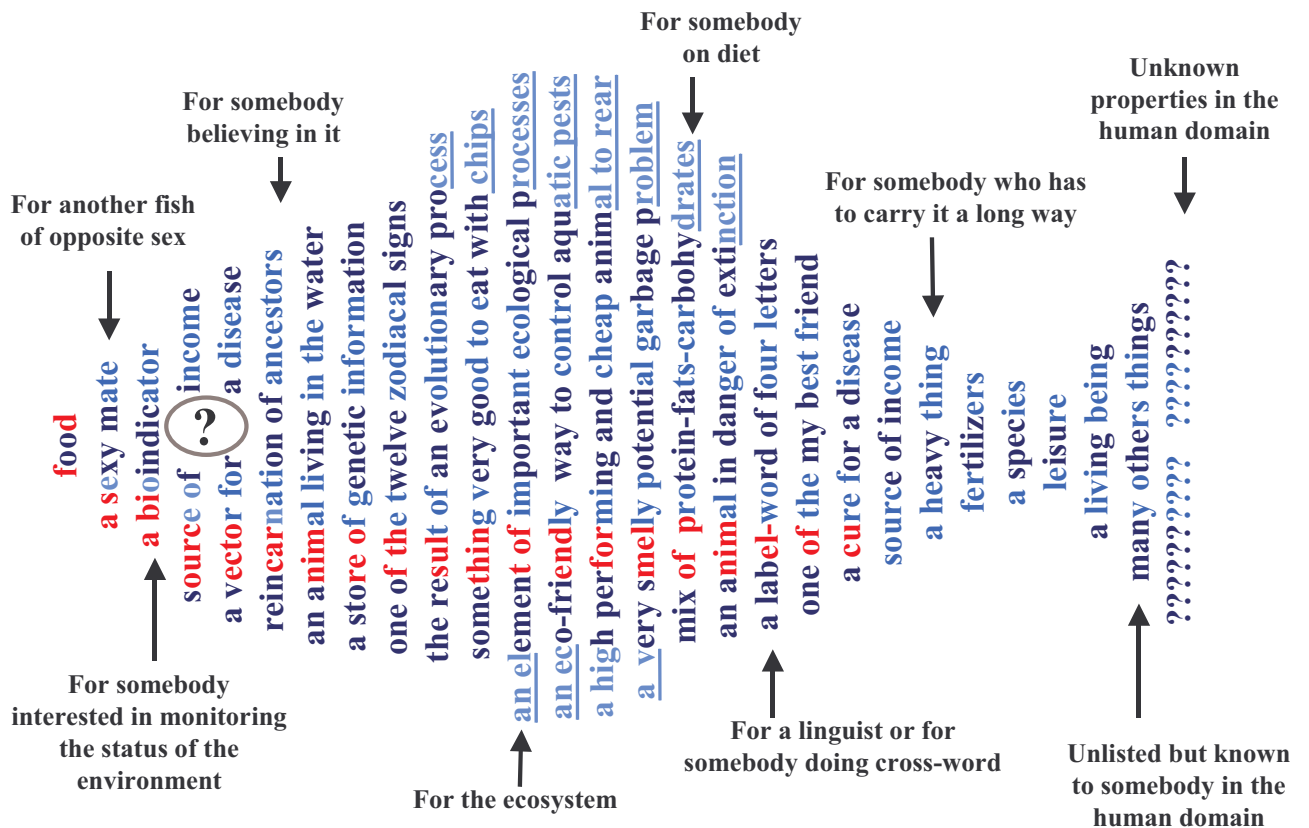 For somebody
on diet
Unknown
properties in the
human domain
For somebody
believing in it
For somebody who has
to carry it a long way
For another fish
of opposite sex
food
a sexy mate
a bioindicator
source of income
?
a vector for a disease
reincarnation of ancestors
an animal living in the water
a store of genetic information
one of the twelve zodiacal signs
the result of an evolutionary process
something very good to eat with chips
an element of important ecological processes
an eco-friendly way to control aquatic pests
a high performing and cheap animal to rear
a very smelly potential garbage problem
mix of protein-fats-carbohydrates
an animal in danger of extinction
a label-word of four letters
one of the my best friend
a cure for a disease
source of income
a heavy thing
fertilizers
a species
leisure
a living being
many others things
?????????? ??????????
For somebody
interested in monitoring
the status of the
environment
For the ecosystem
For a linguist or for
somebody doing cross-word
Unlisted but known
to somebody in the
human domain